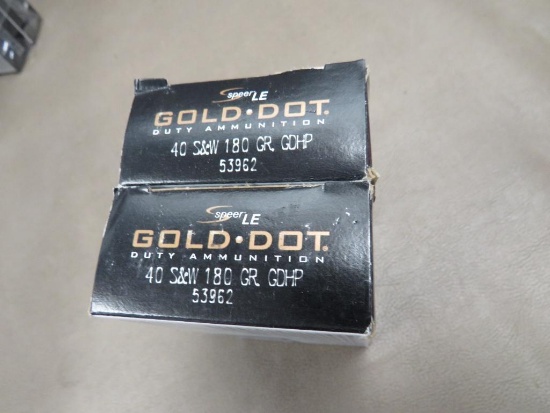 Speer LE
GOLD•DOT®
DUTY AMMUNITION
40 S&W 180 GR. GDHP
53962
Speer LE
GOLD•DOT®
DUTY AMMUNITION
40 S&W 180 GR. GDHP
53962